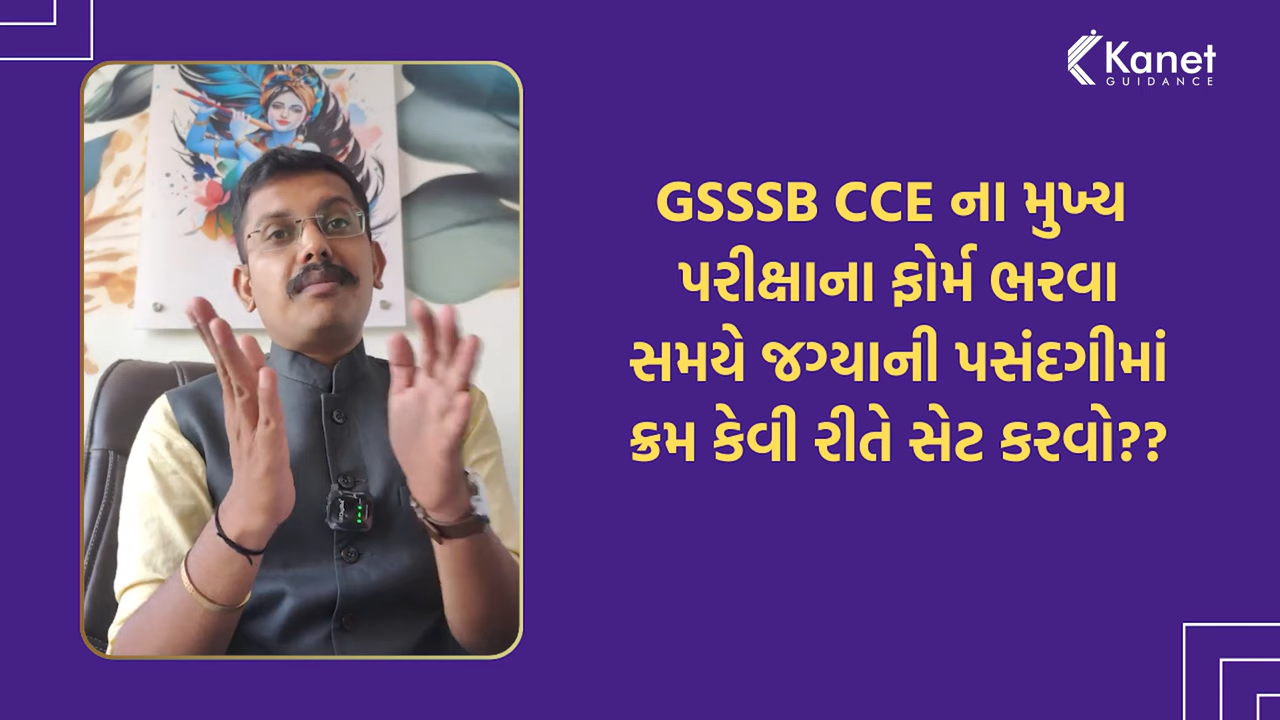 Kanet
GUIDANCE
GSSSB CCE ના મુખ્ય
પરીક્ષાના ફોર્મ ભરવા
સમયે જગ્યાની પસંદગીમાં
ક્રમ કેવી રીતે સેટ કરવો??